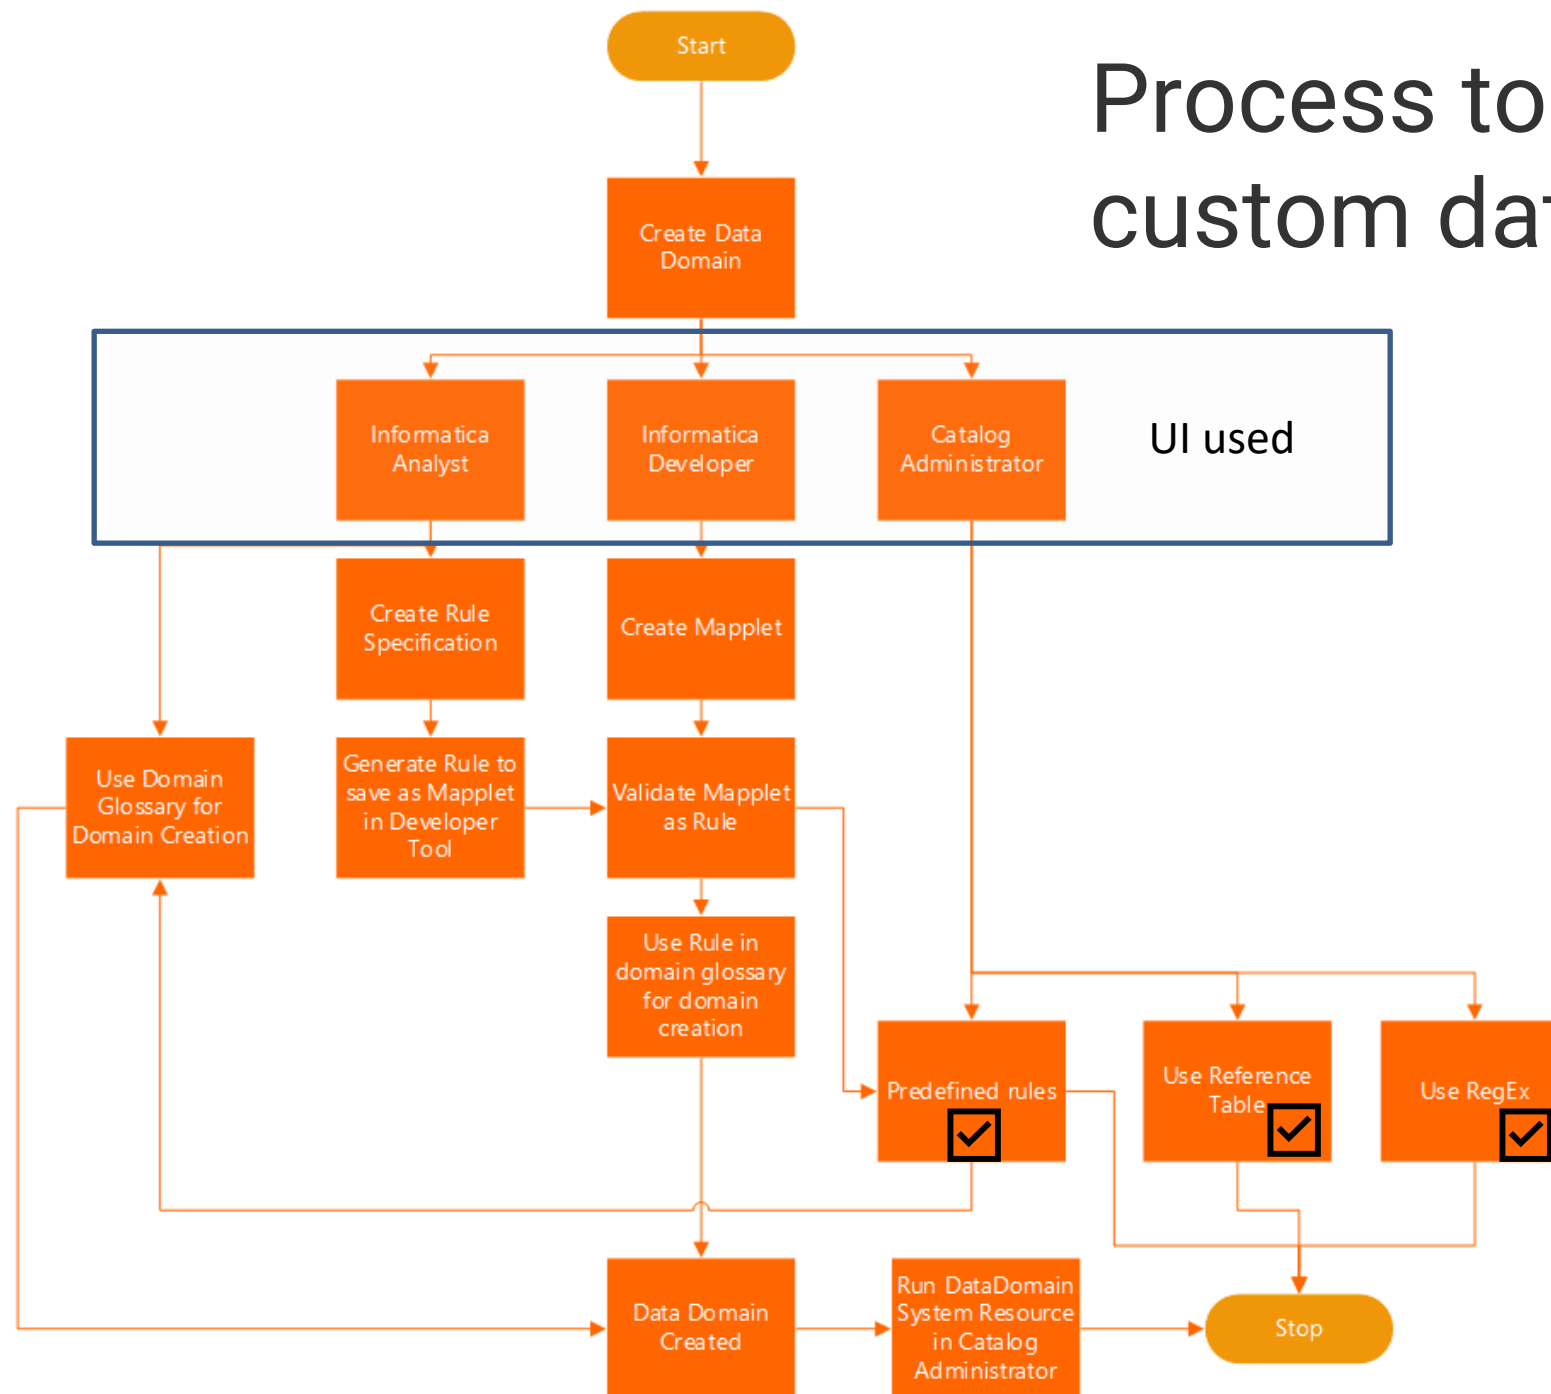 Start
Process to
custom dat
Create Data
Domain
Informatica
Analyst
Informatica
Developer
Catalog
Administrator
UI used
Create Rule
Specification
Create Mapplet
Use Domain
Glossary for
Domain Creation
Generate Rule to
save as Mapplet
in Developer
Tool
Validate Mapplet
as Rule
Use Rule in
domain glossary
for domain
creation
Predefined rules
Use Reference
Table
Use RegEx
Data Domain
Created
Run DataDomain
System Resource
in Catalog
Administrator
Stop